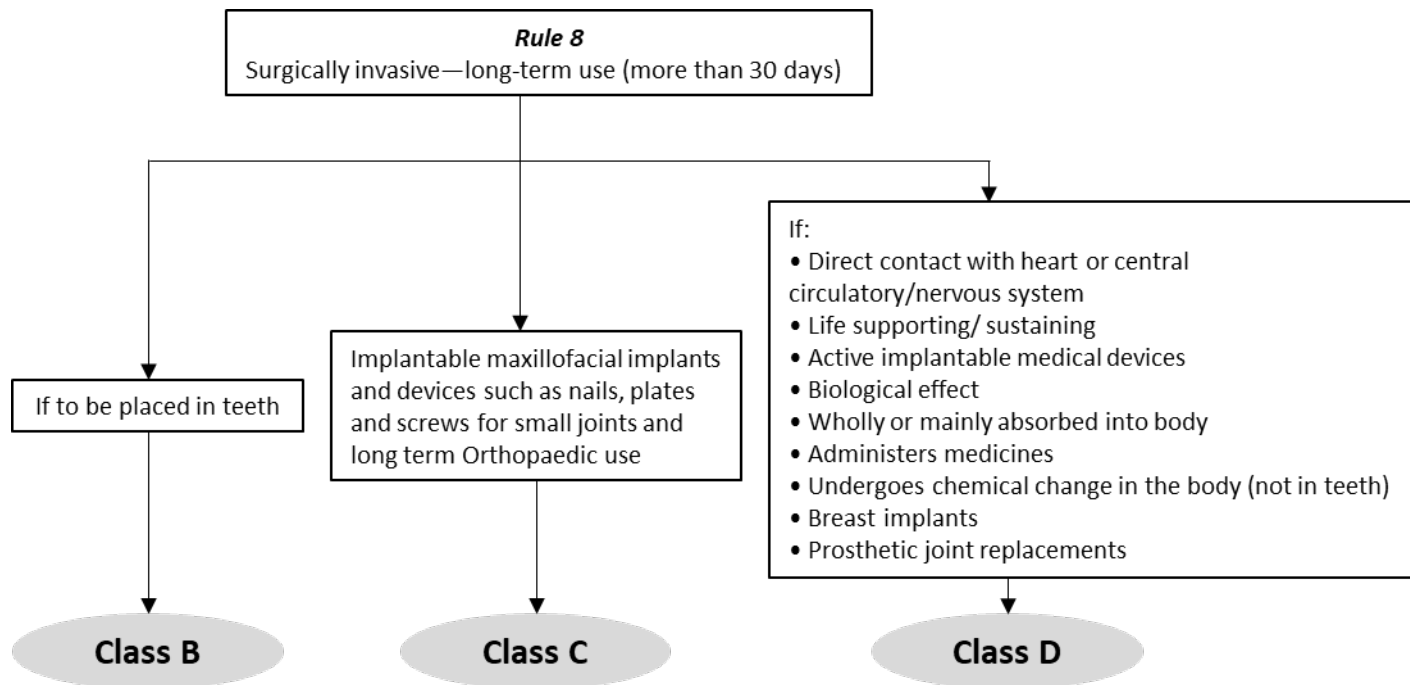 Rule 8
Surgically invasive—long-term use (more than 30 days)
If to be placed in teeth
Implantable maxillofacial implants
and devices such as nails, plates
and screws for small joints and
long term Orthopaedic use
If:
• Direct contact with heart or central
circulatory/nervous system
• Life supporting/ sustaining
• Active implantable medical devices
• Biological effect
• Wholly or mainly absorbed into body
• Administers medicines
• Undergoes chemical change in the body (not in teeth)
• Breast implants
• Prosthetic joint replacements
Class B
Class C
Class D